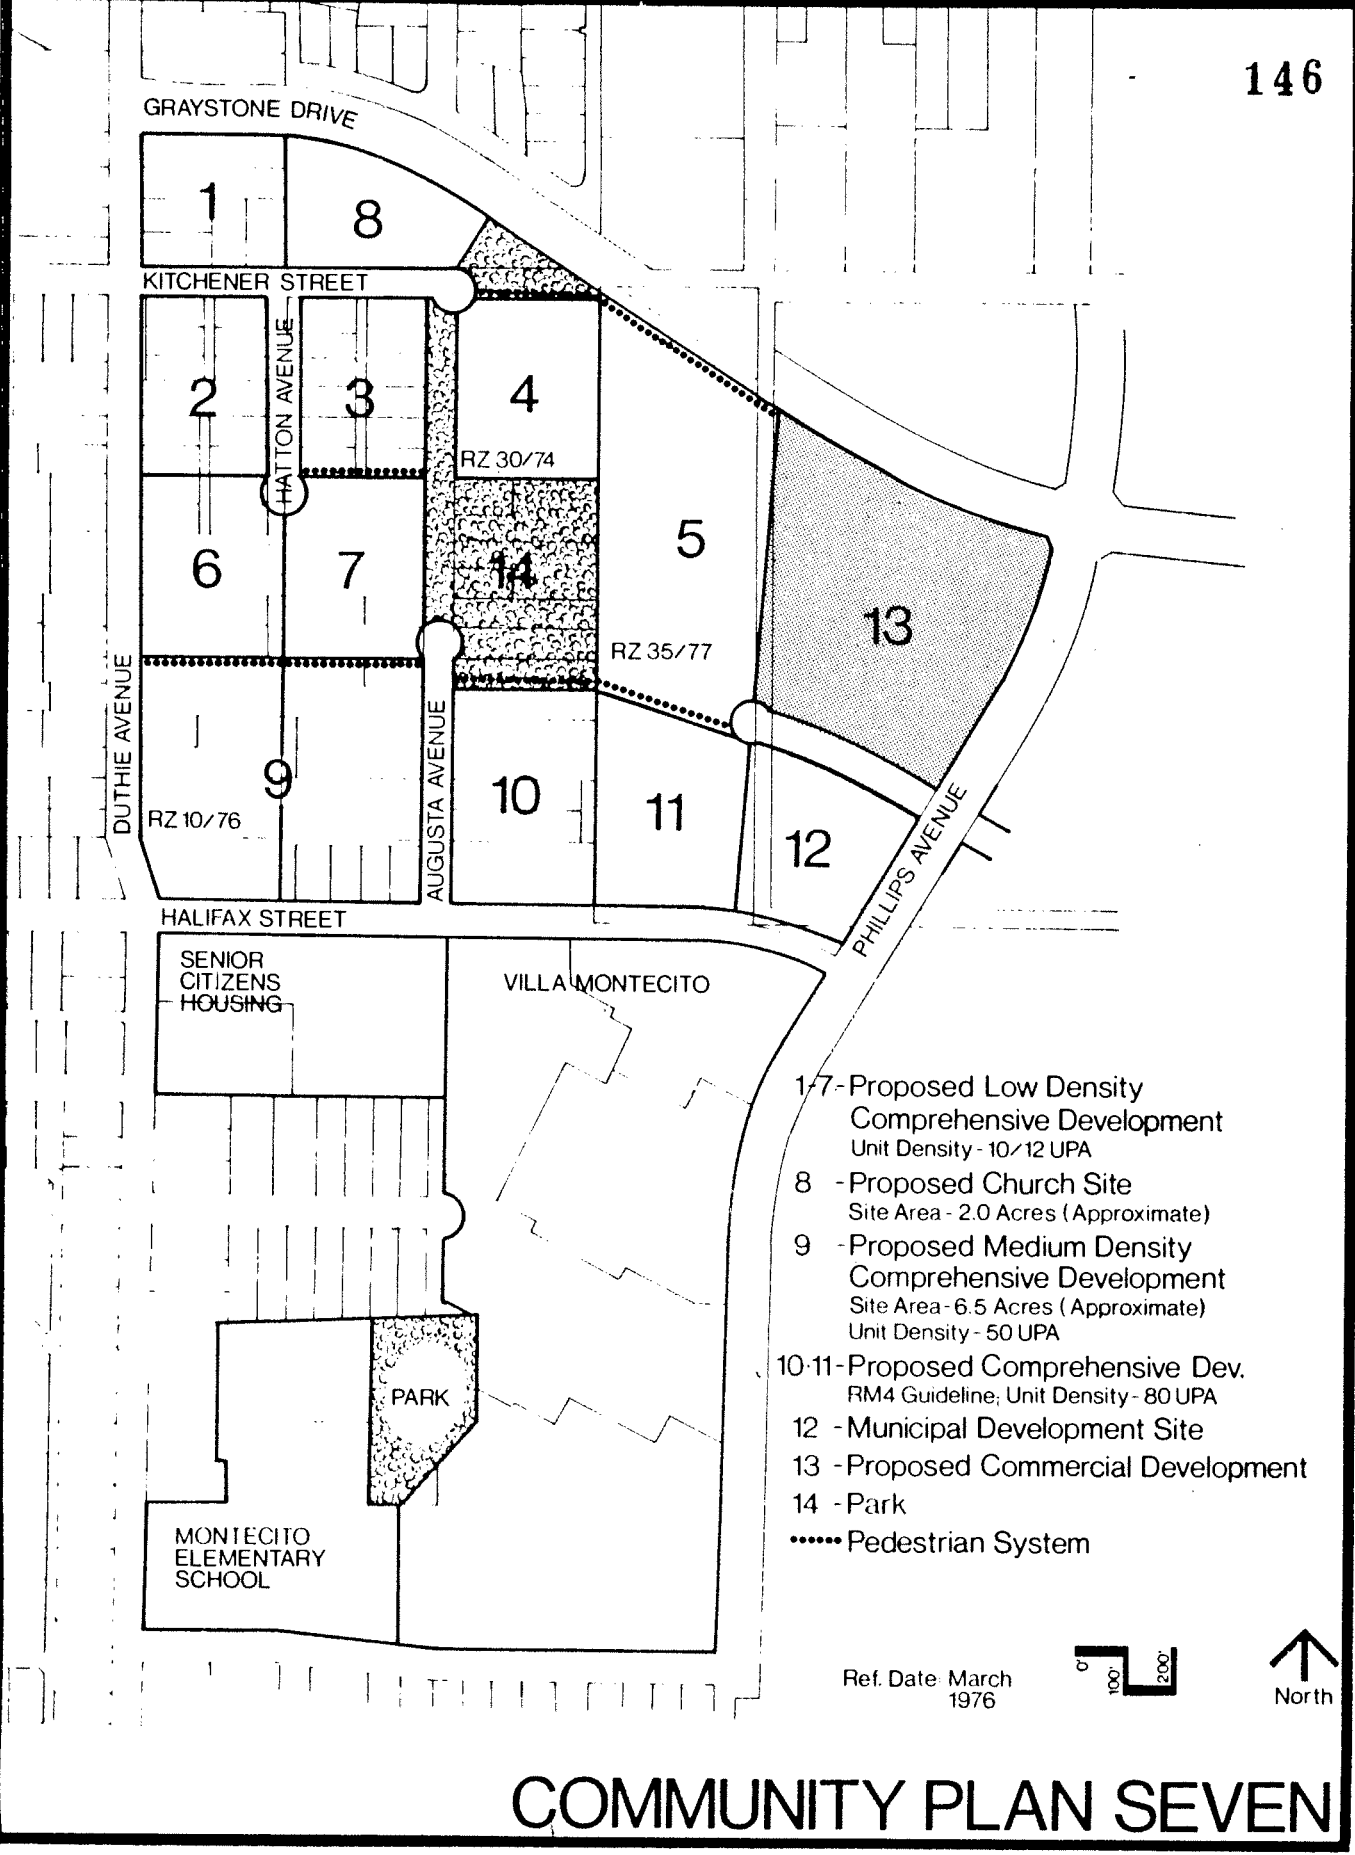 146
GRAYSTONE DRIVE
1
8
KITCHENER STREET
HATTON AVENUE
2
3
4
RZ 30/74
14
5
6
7
13
RZ 35/77
DUTHIE AVENUE
AUGUSTA AVENUE
9
10
11
12
RZ 10/76
PHILLIPS AVENUE
HALIFAX STREET
SENIOR
CITIZENS
HOUSING
VILLA MONTECITO
1-7-Proposed Low Density
Comprehensive Development
Unit Density - 10/12 UPA
8 -Proposed Church Site
Site Area - 2.0 Acres (Approximate)
9 -Proposed Medium Density
Comprehensive Development
Site Area - 6.5 Acres (Approximate)
Unit Density - 50 UPA
10-11-Proposed Comprehensive Dev.
RM4 Guideline; Unit Density - 80 UPA
12 -Municipal Development Site
13 -Proposed Commercial Development
14 -Park
•••••• Pedestrian System
PARK
MONTECITO
ELEMENTARY
SCHOOL
Ref. Date: March
1976
0'
100'
200'
North
COMMUNITY PLAN SEVEN